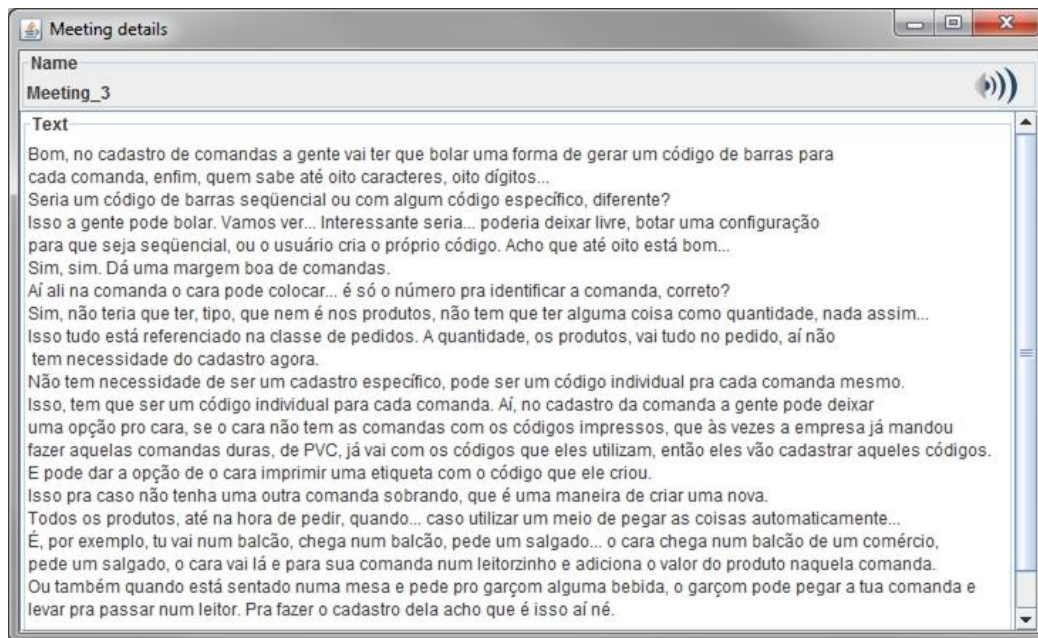 Meeting details
Name
Meeting_3
Text
Bom, no cadastro de comandas a gente vai ter que bolar uma forma de gerar um código de barras para
cada comanda, enfim, quem sabe até oito caracteres, oito dígitos...
Seria um código de barras seqüencial ou com algum código específico, diferente?
Isso a gente pode bolar. Vamos ver... Interessante seria... poderia deixar livre, botar uma configuração
para que seja seqüencial, ou o usuário cria o próprio código. Acho que até oito está bom...
Sim, sim. Dá uma margem boa de comandas.
Aí ali na comanda o cara pode colocar... é só o número pra identificar a comanda, correto?
Sim, não teria que ter, tipo, que nem é nos produtos, não tem que ter alguma coisa como quantidade, nada assim...
Isso tudo está referenciado na classe de pedidos. A quantidade, os produtos, vai tudo no pedido, aí não
tem necessidade do cadastro agora.
Não tem necessidade de ser um cadastro específico, pode ser um código individual pra cada comanda mesmo.
Isso, tem que ser um código individual para cada comanda. Aí, no cadastro da comanda a gente pode deixar
uma opção pro cara, se o cara não tem as comandas com os códigos impressos, que às vezes a empresa já mandou
fazer aquelas comandas duras, de PVC, já vai com os códigos que eles utilizam, então eles vão cadastrar aqueles códigos.
E pode dar a opção de o cara imprimir uma etiqueta com o código que ele criou.
Isso pra caso não tenha uma outra comanda sobrando, que é uma maneira de criar uma nova.
Todos os produtos, até na hora de pedir, quando... caso utilizar um meio de pegar as coisas automaticamente...
É, por exemplo, tu vai num balcão, chega num balcão, pede um salgado... o cara chega num balcão de um comércio,
pede um salgado, o cara vai lá e para sua comanda num leitorzinho e adiciona o valor do produto naquela comanda.
Ou também quando está sentado numa mesa e pede pro garçom alguma bebida, o garçom pode pegar a tua comanda e
levar pra passar num leitor. Pra fazer o cadastro dela acho que é isso aí né.